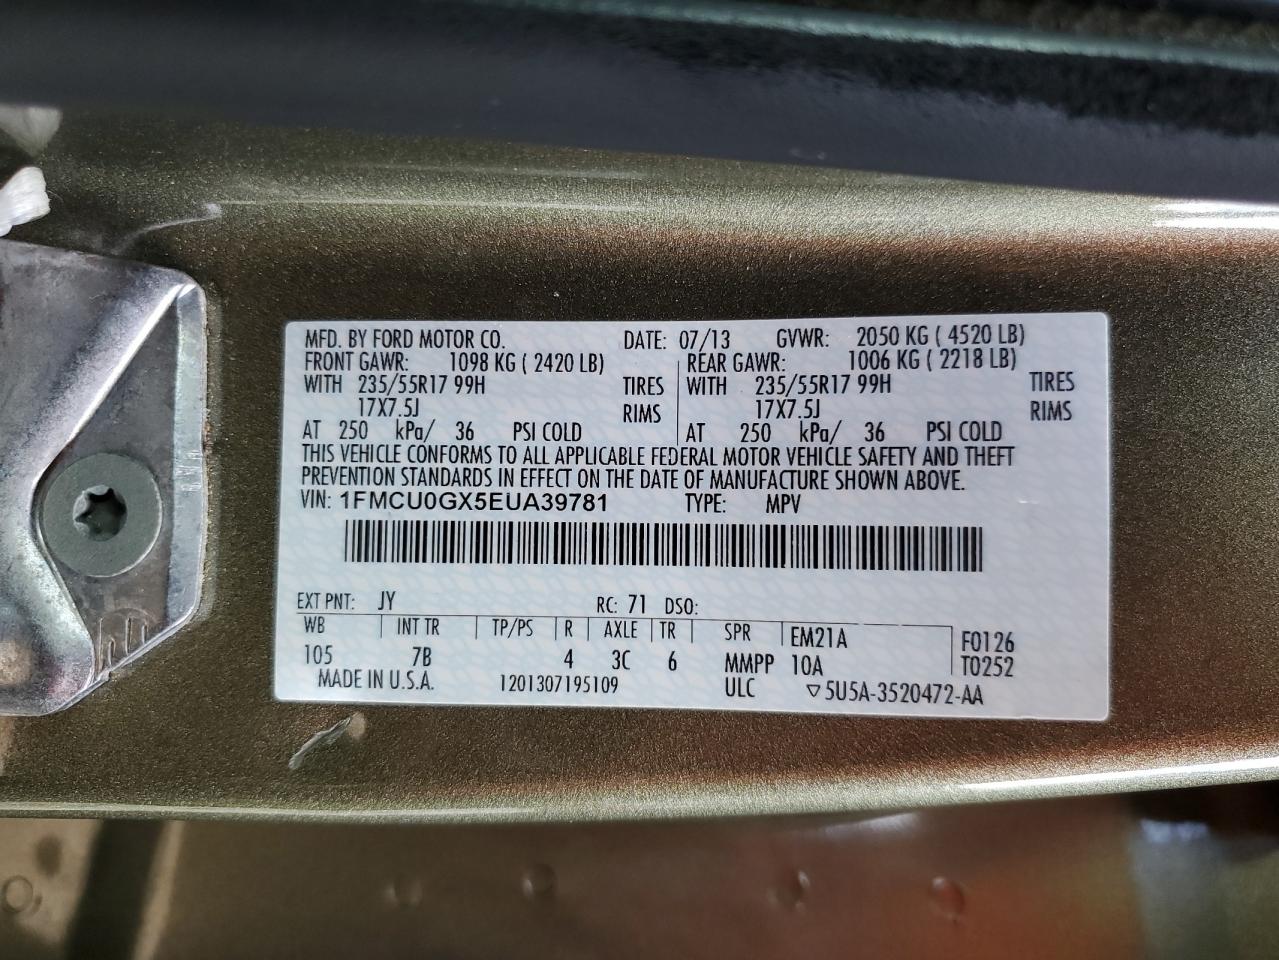 MFD. BY FORD MOTOR CO. DATE: 07/13 GVWR: 2050 KG ( 4520 LB)
FRONT GAWR: 1098 KG ( 2420 LB) REAR GAWR: 1006 KG ( 2218 LB)
WITH 235/55R17 99H TIRES WITH 235/55R17 99H TIRES
17X7.5J RIMS 17X7.5J RIMS
AT 250 kPa/ 36 PSI COLD AT 250 kPa/ 36 PSI COLD
THIS VEHICLE CONFORMS TO ALL APPLICABLE FEDERAL MOTOR VEHICLE SAFETY AND THEFT
PREVENTION STANDARDS IN EFFECT ON THE DATE OF MANUFACTURE SHOWN ABOVE.
VIN: 1FMCU0GX5EUA39781 TYPE: MPV
EXT PNT: JY RC: 71 DSO:
WB INT TR TP/PS R AXLE TR SPR EM21A F0126
105 7B 4 3C 6 MMPP 10A T0252
MADE IN U.S.A. 1201307195109 ULC ▽5U5A-3520472-AA